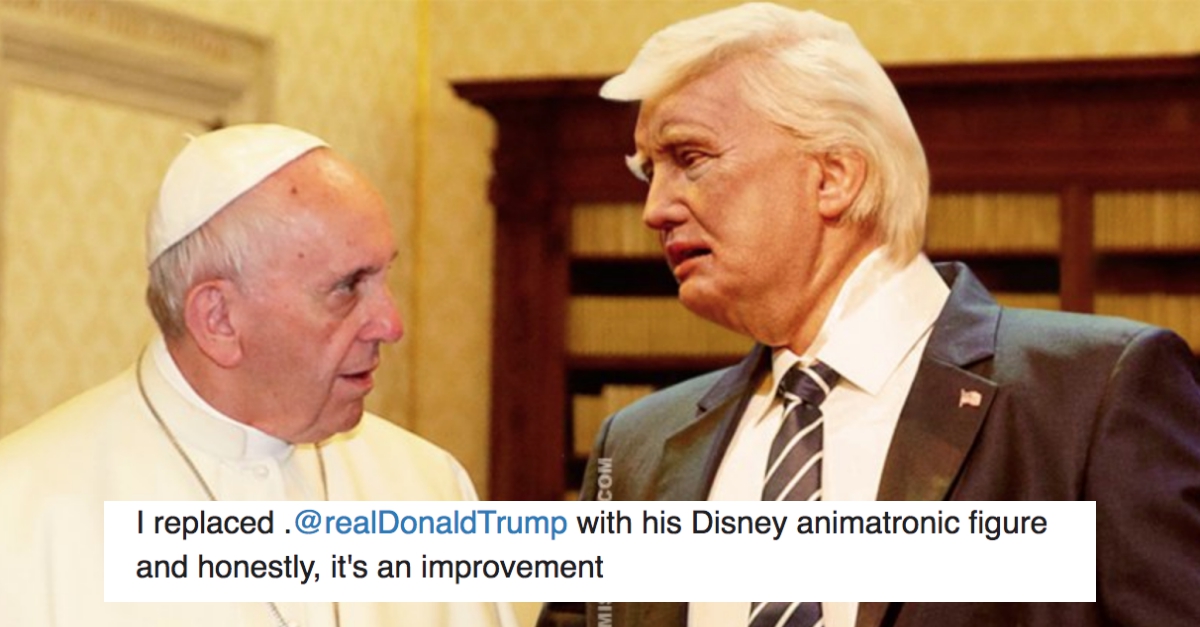 I replaced .@realDonaldTrump with his Disney animatronic figure
and honestly, it's an improvement